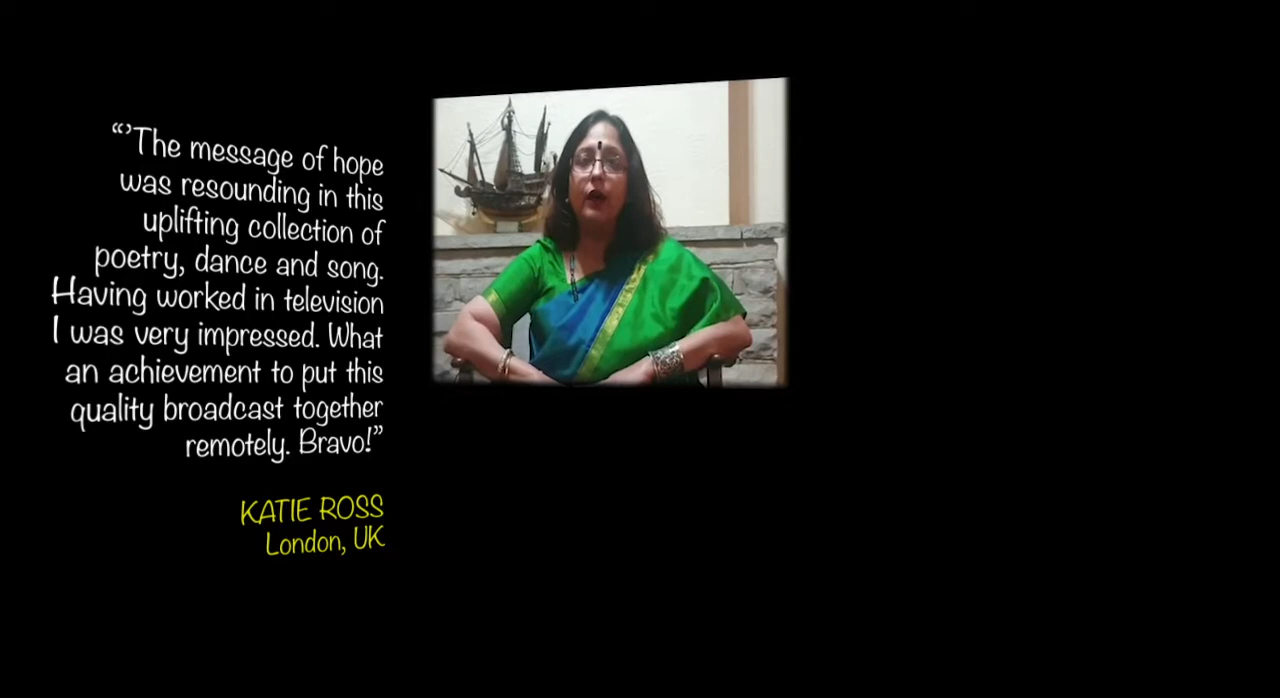 “’The message of hope
was resounding in this
uplifting collection of
poetry, dance and song.
Having worked in television
I was very impressed. What
an achievement to put this
quality broadcast together
remotely. Bravo!”
KATIE ROSS
London, UK